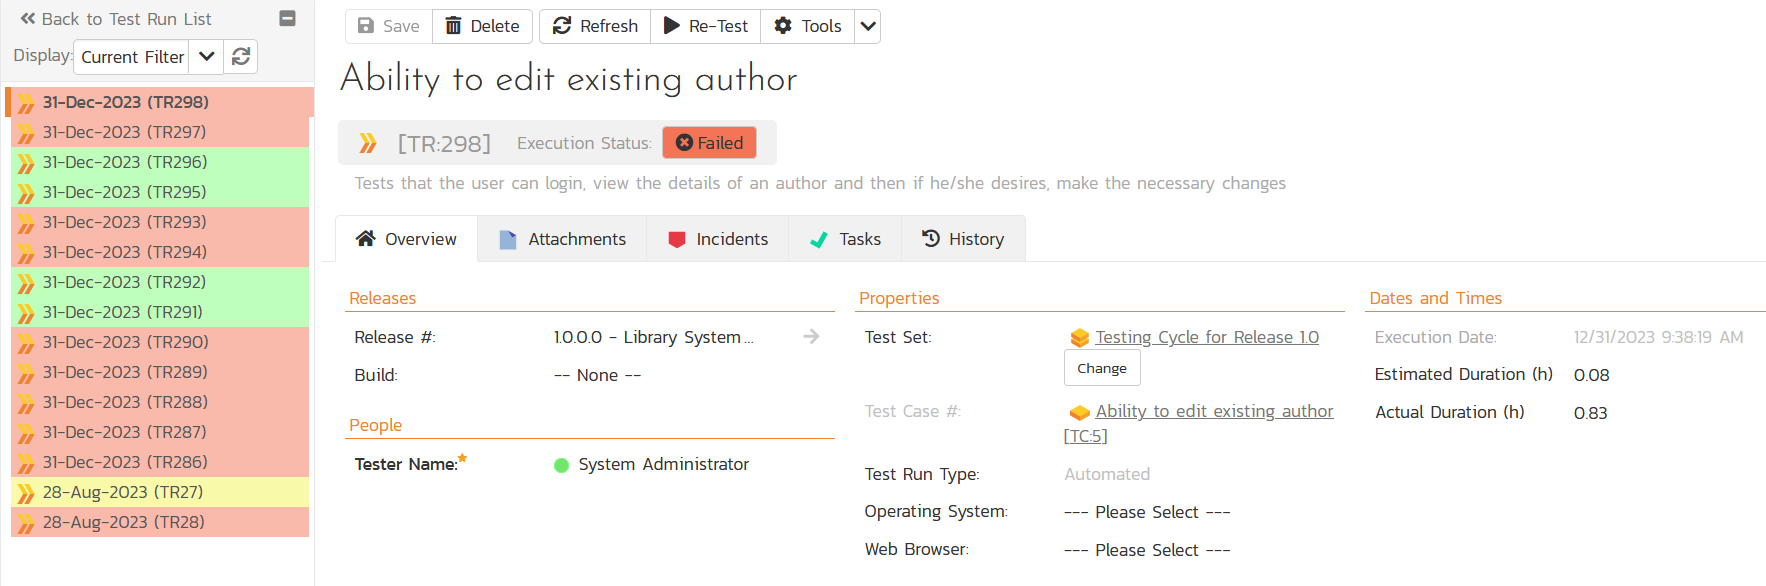 Back to Test Run List
Display: Current Filter
31-Dec-2023 (TR298)
31-Dec-2023 (TR297)
31-Dec-2023 (TR296)
31-Dec-2023 (TR295)
31-Dec-2023 (TR293)
31-Dec-2023 (TR294)
31-Dec-2023 (TR292)
31-Dec-2023 (TR291)
31-Dec-2023 (TR290)
31-Dec-2023 (TR289)
31-Dec-2023 (TR288)
31-Dec-2023 (TR287)
31-Dec-2023 (TR286)
28-Aug-2023 (TR27)
28-Aug-2023 (TR28)
Save Delete Refresh Re-Test Tools
Ability to edit existing author
[TR:298] Execution Status: Failed
Tests that the user can login, view the details of an author and then if he/she desires, make the necessary changes
Overview Attachments Incidents Tasks History
Releases
Release #: 1.0.0.0 - Library System...
Build: -- None --
People
Tester Name: System Administrator
Properties
Test Set: Testing Cycle for Release 1.0
Change
Test Case #: Ability to edit existing author
[TC:5]
Test Run Type: Automated
Operating System: --- Please Select ---
Web Browser: --- Please Select ---
Dates and Times
Execution Date: 12/31/2023 9:38:19 AM
Estimated Duration (h) 0.08
Actual Duration (h) 0.83